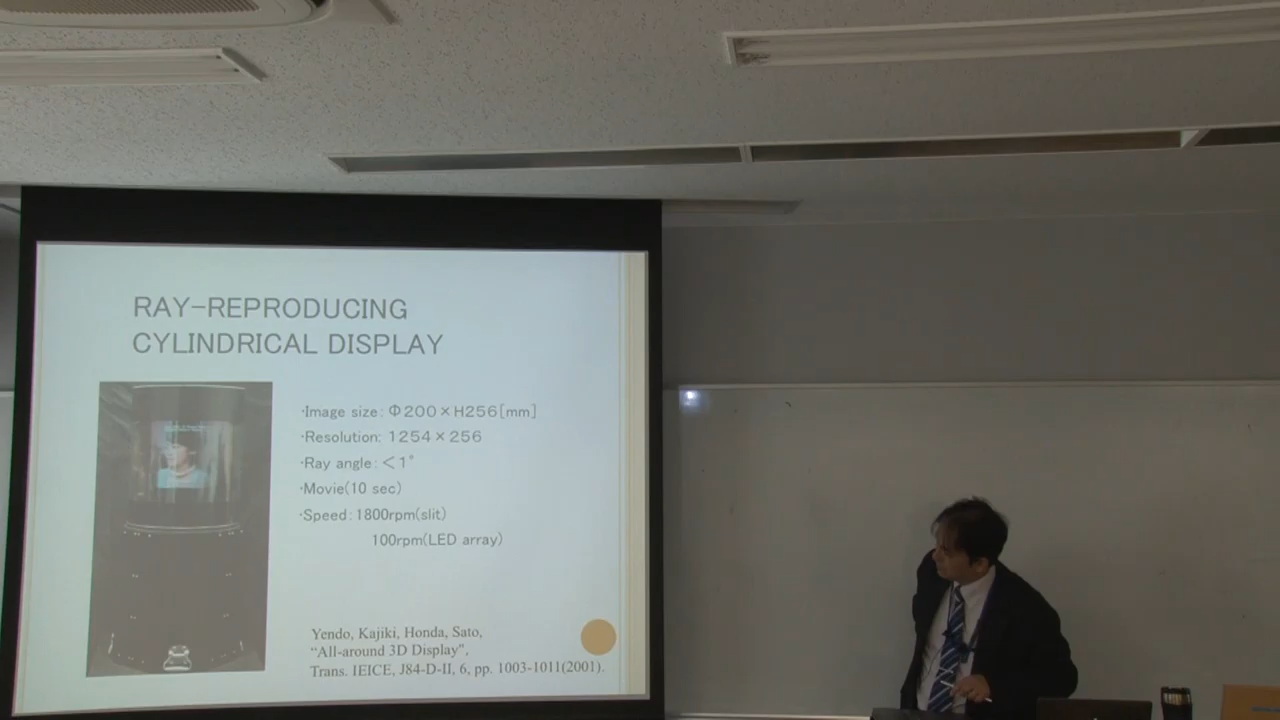 RAY-REPRODUCING
CYLINDRICAL DISPLAY
・Image size: Φ200×H256[mm]
・Resolution: 1254×256
・Ray angle: <1°
・Movie(10 sec)
・Speed: 1800rpm(slit)
100rpm(LED array)
Yendo, Kajiki, Honda, Sato,
“All-around 3D Display”,
Trans. IEICE, J84-D-II, 6, pp. 1003-1011(2001).